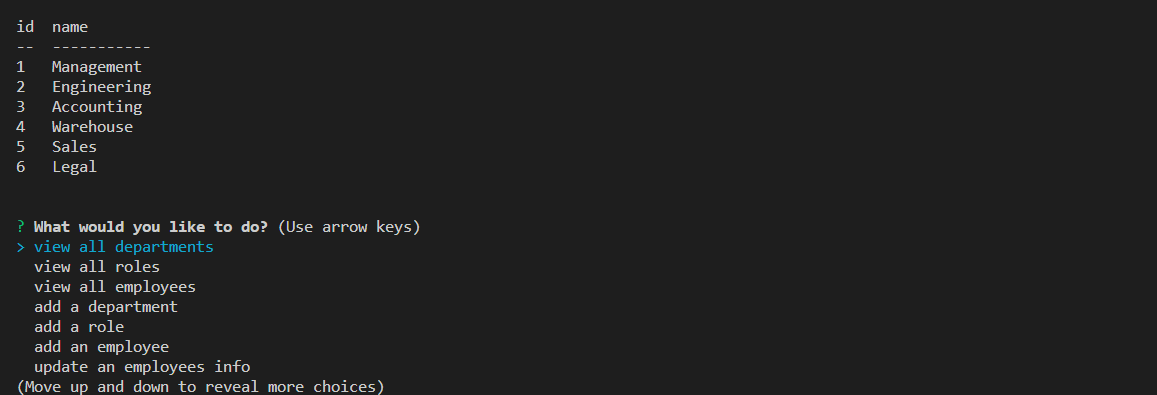 id  name
--  -----------
1   Management
2   Engineering
3   Accounting
4   Warehouse
5   Sales
6   Legal
? What would you like to do? (Use arrow keys)
> view all departments
  view all roles
  view all employees
  add a department
  add a role
  add an employee
  update an employees info
(Move up and down to reveal more choices)